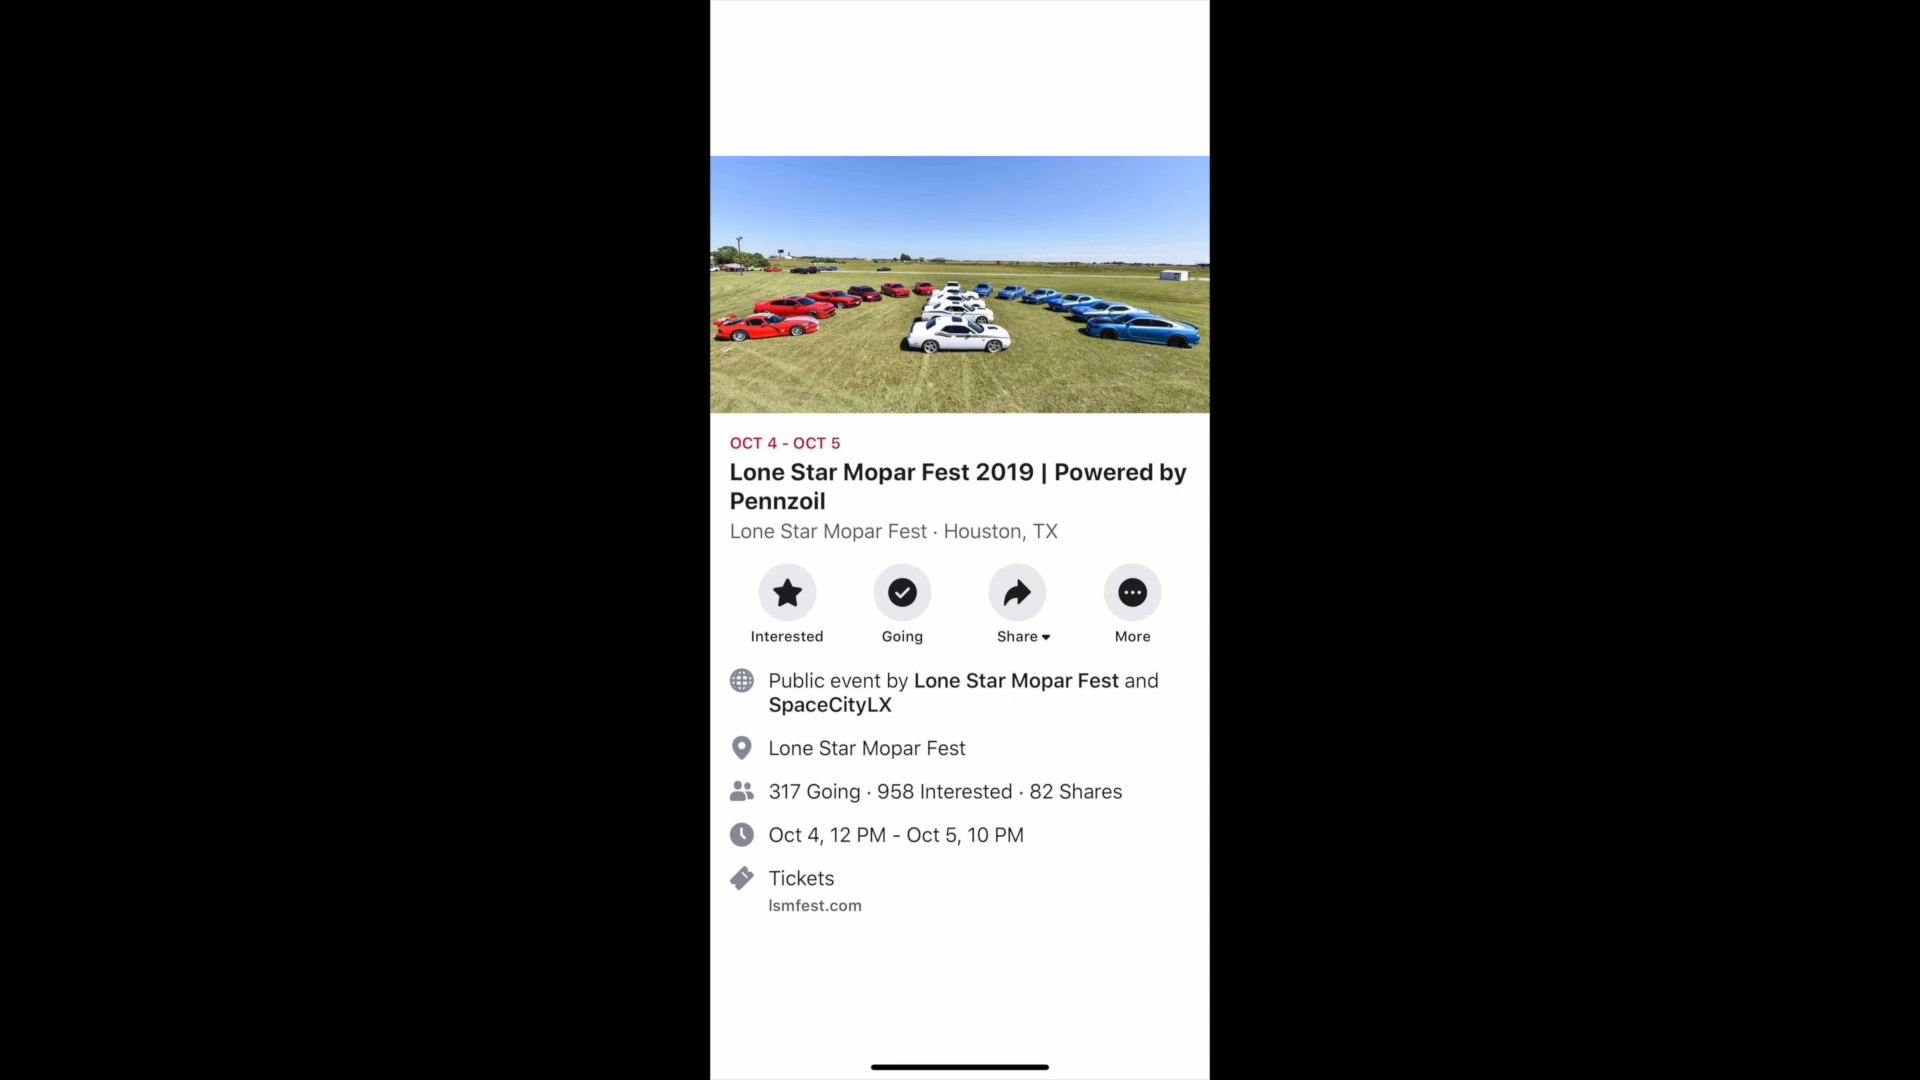 OCT 4 - OCT 5
Lone Star Mopar Fest 2019 | Powered by
Pennzoil
Lone Star Mopar Fest · Houston, TX
Interested
Going
Share
More
Public event by Lone Star Mopar Fest and
SpaceCityLX
Lone Star Mopar Fest
317 Going · 958 Interested · 82 Shares
Oct 4, 12 PM - Oct 5, 10 PM
Tickets
lsmfest.com